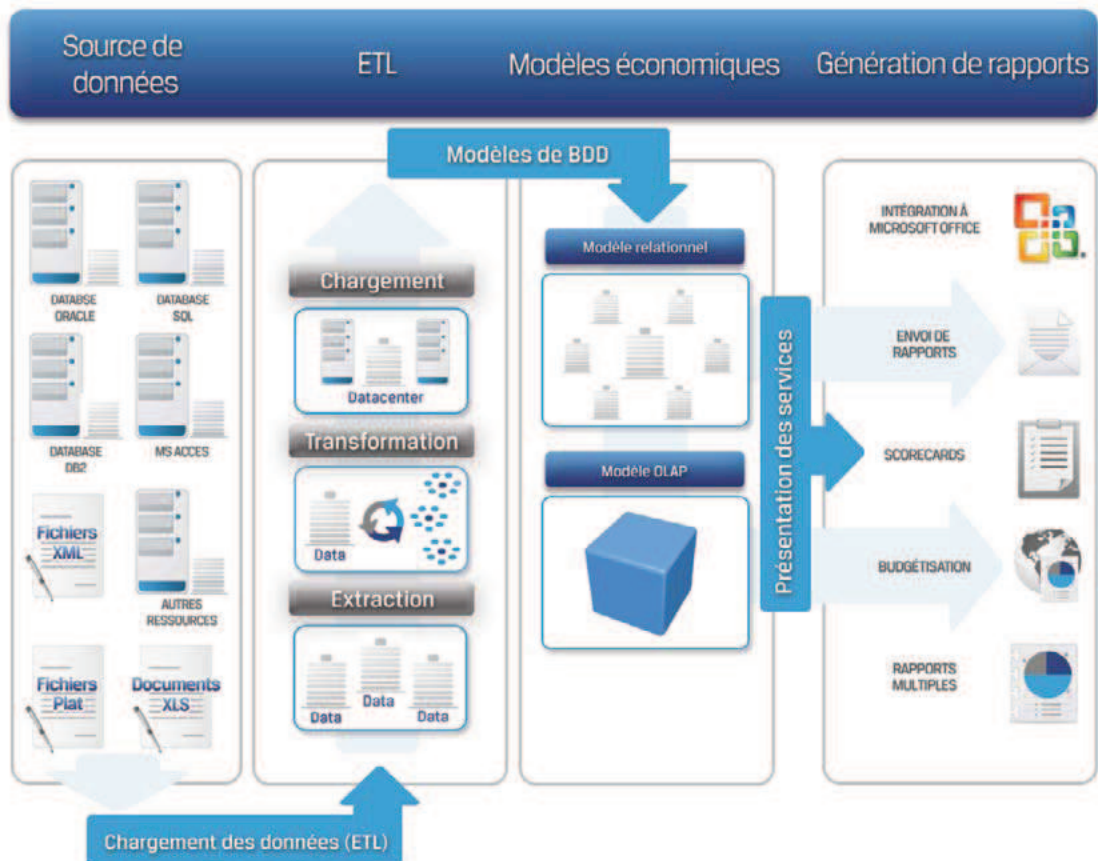 Source de
données
ETL
Modèles économiques
Génération de rapports
Modèles de BDD
DATABSE
ORACLE
DATABASE
SQL
DATABASE
DB2
MS ACCES
Fichiers
XML
AUTRES
RESSOURCES
Fichiers
Plat
Documents
XLS
Chargement des données (ETL)
Chargement
Datacenter
Transformation
Data
Extraction
Data
Data
Data
Modèle relationnel
Modèle OLAP
Présentation des services
INTÉGRATION À
MICROSOFT OFFICE
ENVOI DE
RAPPORTS
SCORECARDS
BUDGÉTISATION
RAPPORTS
MULTIPLES